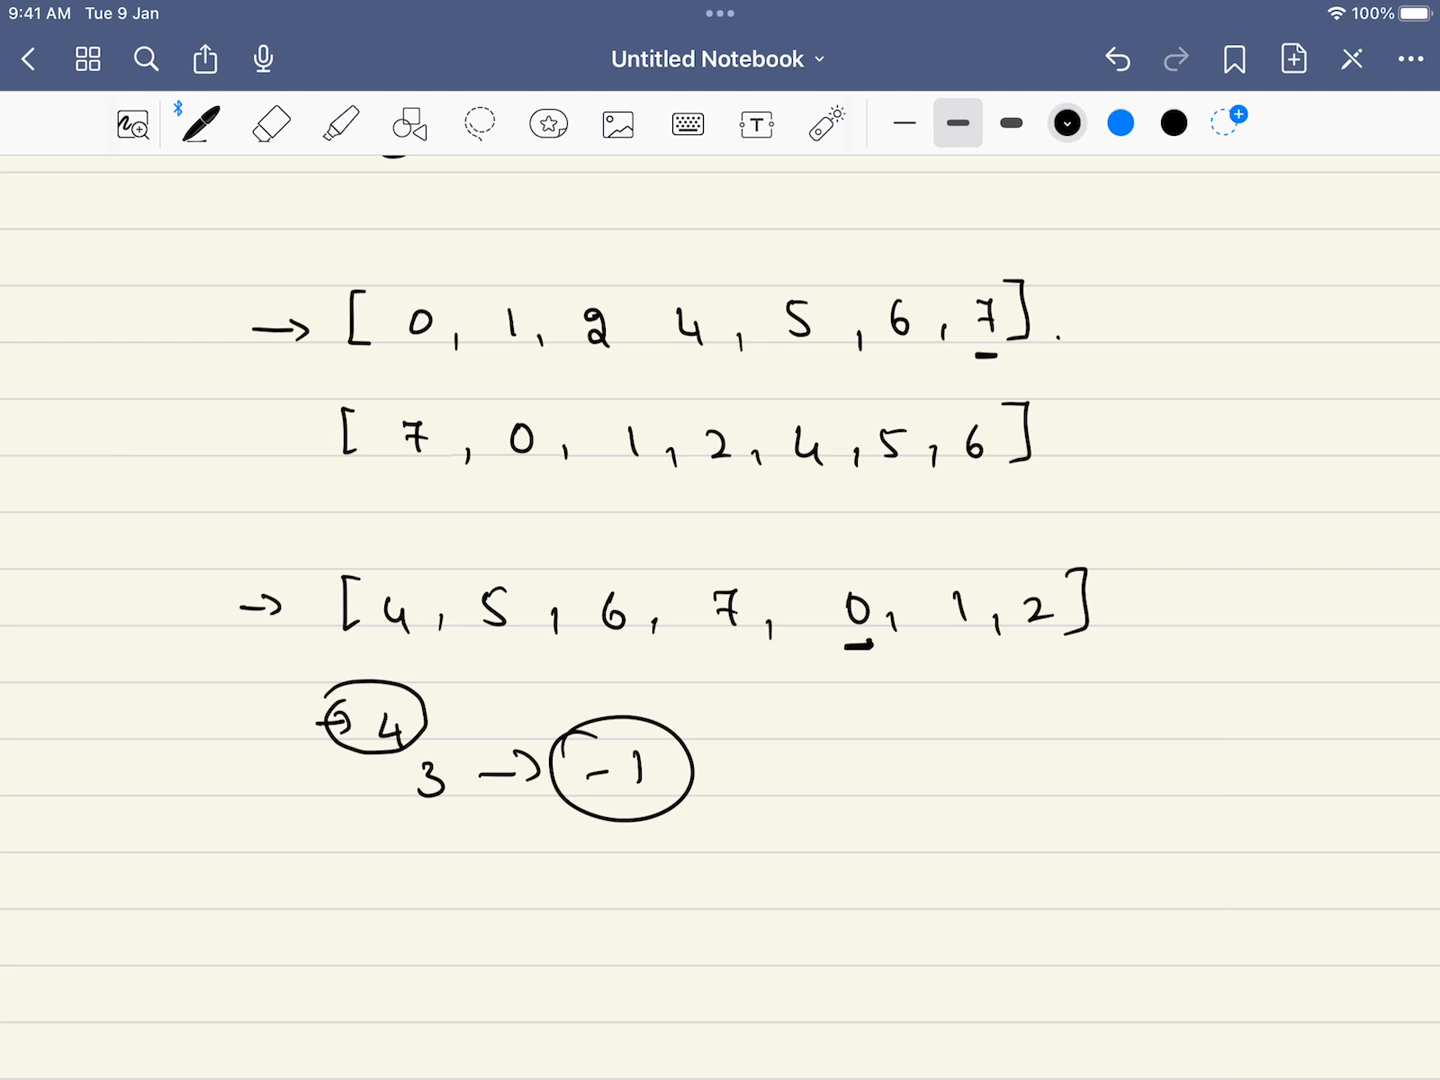 9:41 AM Tue 9 Jan 100%
Untitled Notebook
T
→ [ 0, 1, 2 4, 5, 6, 7].
[ 7, 0, 1, 2, 4, 5, 6]
→ [4, 5, 6, 7, 0, 1, 2]
→ 4
3 → -1